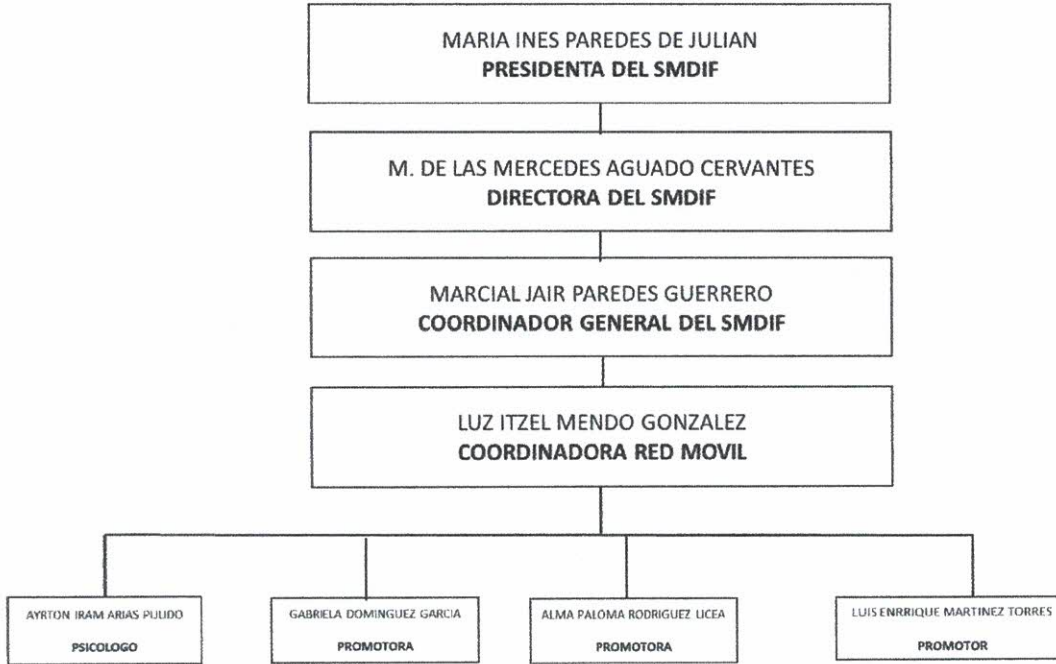 MARIA INES PAREDES DE JULIAN
PRESIDENTA DEL SMDIF
M. DE LAS MERCEDES AGUADO CERVANTES
DIRECTORA DEL SMDIF
MARCIAL JAIR PAREDES GUERRERO
COORDINADOR GENERAL DEL SMDIF
LUZ ITZEL MENDO GONZALEZ
COORDINADORA RED MOVIL
AYRTON IRAM ARIAS PULIDO
PSICOLOGO
GABRIELA DOMINGUEZ GARCIA
PROMOTORA
ALMA PALOMA RODRIGUEZ LICEA
PROMOTORA
LUIS ENRRIQUE MARTINEZ TORRES
PROMOTOR